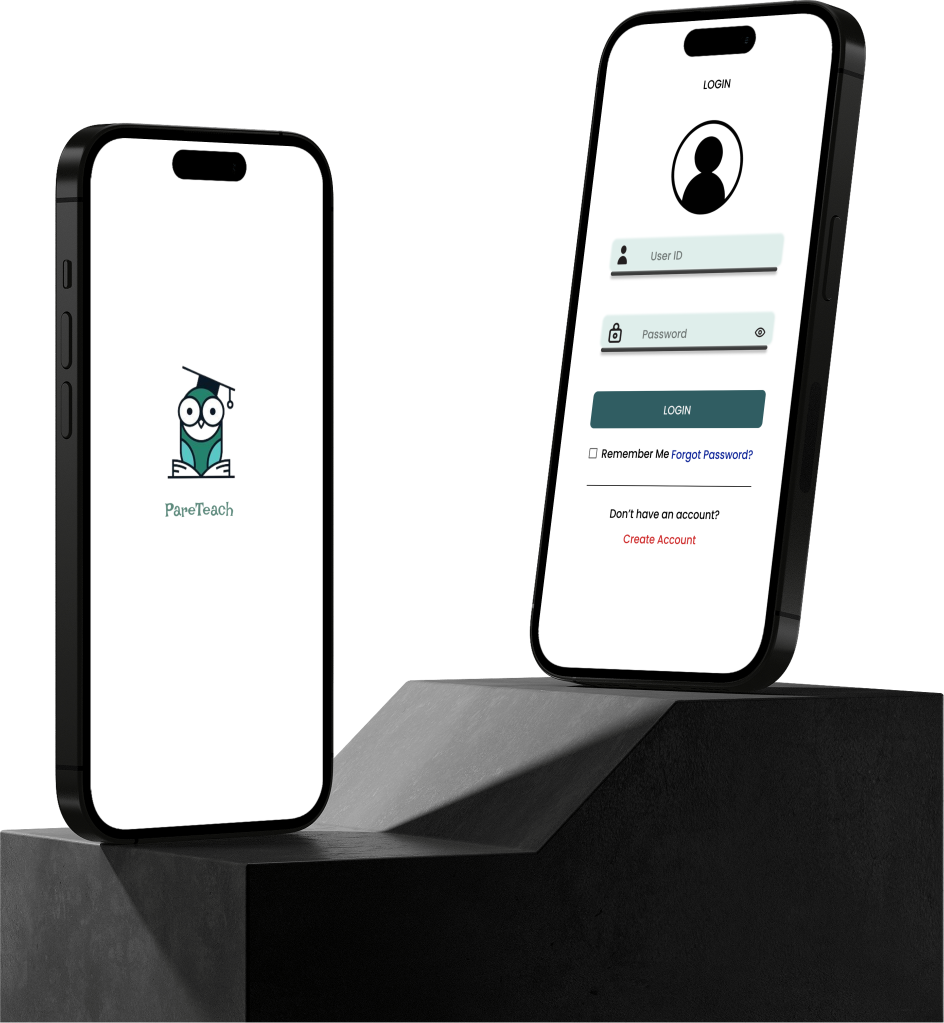 PareTeach
LOGIN
User ID
Password
LOGIN
Remember Me Forgot Password?
Don't have an account?
Create Account